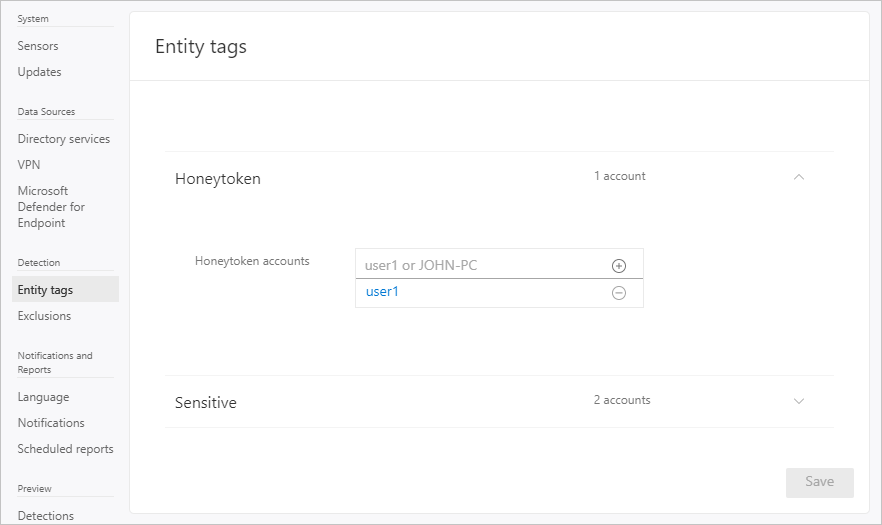 System
Sensors
Updates
Data Sources
Directory services
VPN
Microsoft
Defender for
Endpoint
Detection
Entity tags
Exclusions
Notifications and
Reports
Language
Notifications
Scheduled reports
Preview
Detections
Entity tags
Honeytoken 1 account
Honeytoken accounts user1 or JOHN-PC
user1
Sensitive 2 accounts
Save